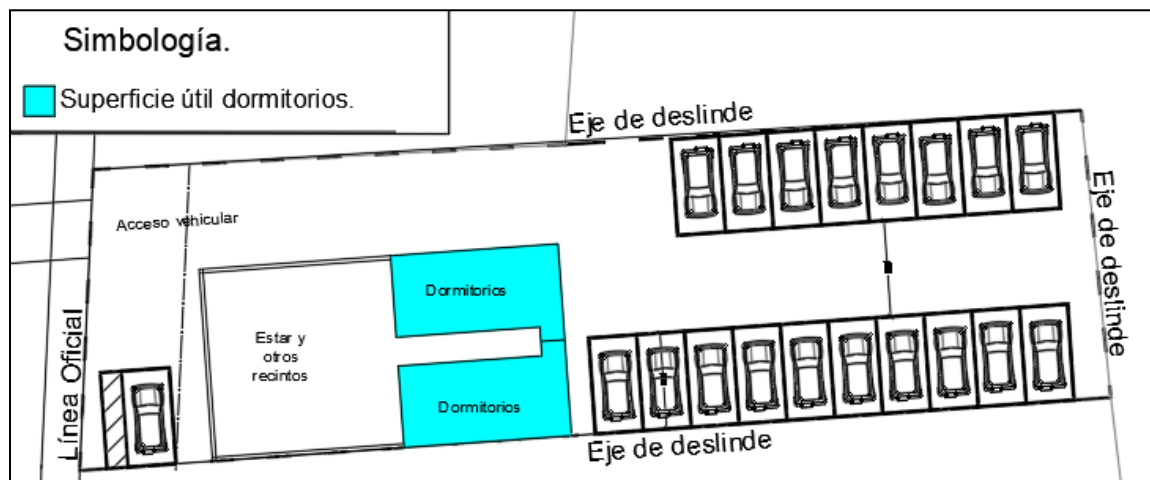 Simbología.
Superficie útil dormitorios.
Eje de deslinde
Eje de deslinde
Acceso vehicular
Dormitorios
Estar y
otros
recintos
Línea Oficial
Dormitorios
Eje de deslinde